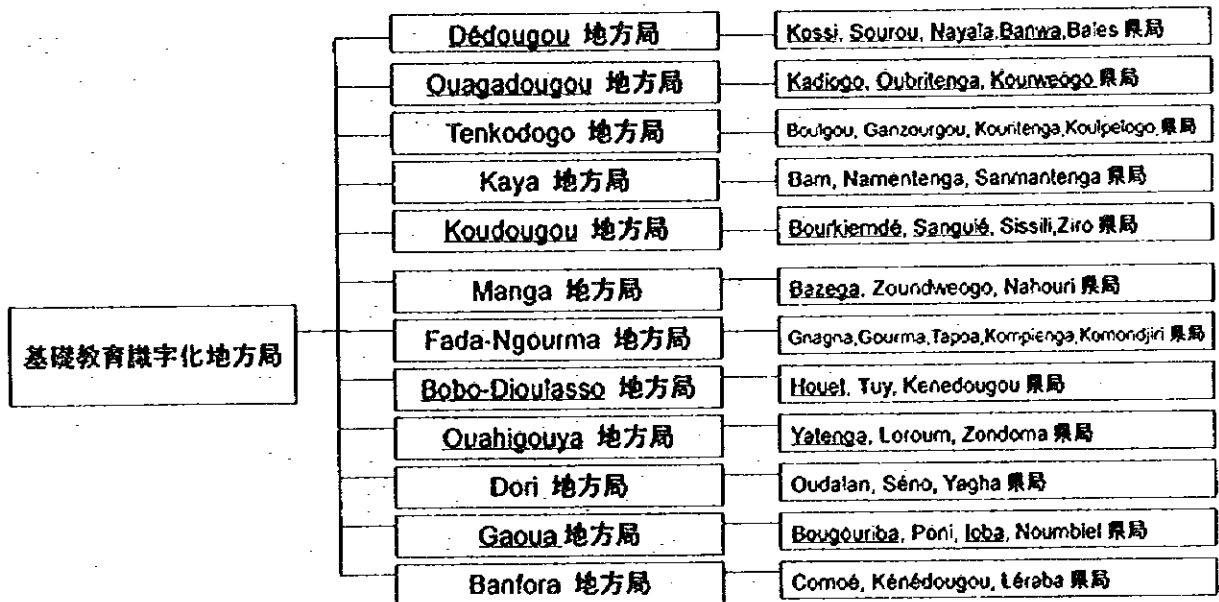 基礎教育識字化地方局
Dédougou 地方局
Kossi, Sourou, Nayala,Banwa,Bales 県局
Ouagadougou 地方局
Kadiogo, Oubritenga, Kourweogo 県局
Tenkodogo 地方局
Boulgou, Ganzourgou, Kouritenga,Koulpelogo 県局
Kaya 地方局
Bam, Namentenga, Sanmantenga 県局
Koudougou 地方局
Bourkiemdé, Sanguié, Sissili,Ziro 県局
Manga 地方局
Bazega, Zoundweogo, Nahouri 県局
Fada-Ngourma 地方局
Gnagna,Gourma,Tapoa,Kompienga,Komondjiri 県局
Bobo-Dioulasso 地方局
Houet, Tuy, Kenedougou 県局
Ouahigouya 地方局
Yatenga, Loroum, Zondoma 県局
Dori 地方局
Oudalan, Séno, Yagha 県局
Gaoua 地方局
Bougouriba, Poni, Ioba, Noumbiel 県局
Banfora 地方局
Comoé, Kénédougou, Léraba 県局